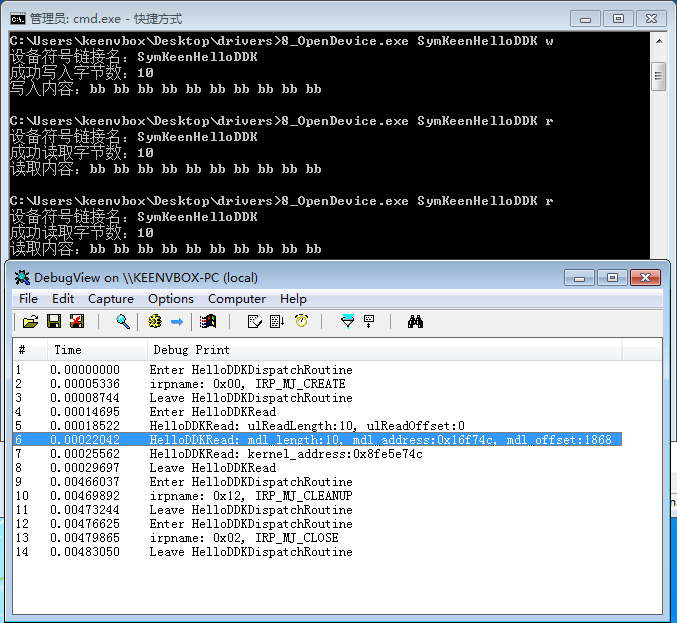 管理员: cmd.exe - 快捷方式
C:\Users\keenvbox\Desktop\drivers>8_OpenDevice.exe SymKeenHelloDDK w
设备符号链接名：SymKeenHelloDDK
成功写入字节数：10
写入内容：bb bb bb bb bb bb bb bb bb bb
C:\Users\keenvbox\Desktop\drivers>8_OpenDevice.exe SymKeenHelloDDK r
设备符号链接名：SymKeenHelloDDK
成功读取字节数：10
读取内容：bb bb bb bb bb bb bb bb bb bb
C:\Users\keenvbox\Desktop\drivers>8_OpenDevice.exe SymKeenHelloDDK r
设备符号链接名：SymKeenHelloDDK
成功读取字节数：10
读取内容：bb bb bb bb bb bb bb bb bb bb
DebugView on \\KEENVBOX-PC (local)
File Edit Capture Options Computer Help
# Time Debug Print
1 0.00000000 Enter HelloDDKDispatchRoutine
2 0.00005336 irpname: 0x00, IRP_MJ_CREATE
3 0.00008744 Leave HelloDDKDispatchRoutine
4 0.00014695 Enter HelloDDKRead
5 0.00018522 HelloDDKRead: ulReadLength:10, ulReadOffset:0
6 0.00022042 HelloDDKRead: mdl_length:10, mdl_address:0x16f74c, mdl_offset:1868
7 0.00025562 HelloDDKRead: kernel_address:0x8fe5e74c
8 0.00029697 Leave HelloDDKRead
9 0.00466037 Enter HelloDDKDispatchRoutine
10 0.00469892 irpname: 0x12, IRP_MJ_CLEANUP
11 0.00473244 Leave HelloDDKDispatchRoutine
12 0.00476625 Enter HelloDDKDispatchRoutine
13 0.00479865 irpname: 0x02, IRP_MJ_CLOSE
14 0.00483050 Leave HelloDDKDispatchRoutine